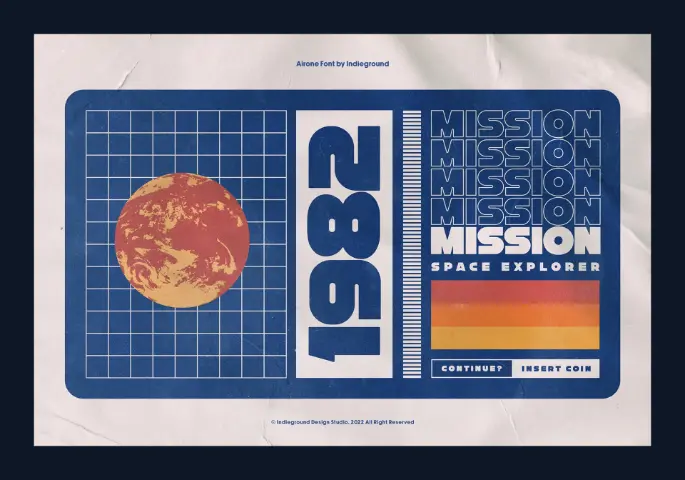 Airone Font by Indieground
1982
MISSION
MISSION
MISSION
MISSION
MISSION
SPACE EXPLORER
CONTINUE?
INSERT COIN
© Indieground Design Studio. 2022 All Right Reserved